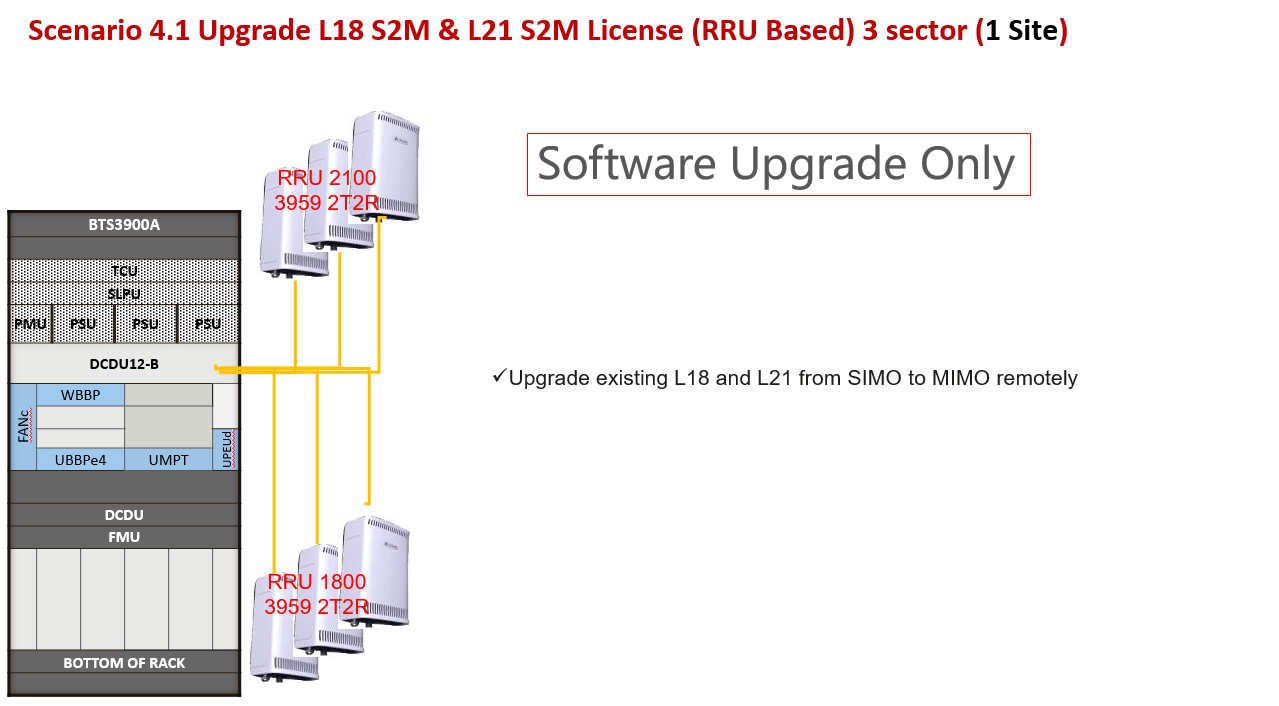 Scenario 4.1 Upgrade L18 S2M & L21 S2M License (RRU Based) 3 sector (1 Site)
Software Upgrade Only
RRU 2100
3959 2T2R
BTS3900A
TCU
SLPU
PMU PSU PSU PSU
DCDU12-B
✓Upgrade existing L18 and L21 from SIMO to MIMO remotely
FANc
WBBP
UPEUd
UBBPe4 UMPT
DCDU
FMU
RRU 1800
3959 2T2R
BOTTOM OF RACK